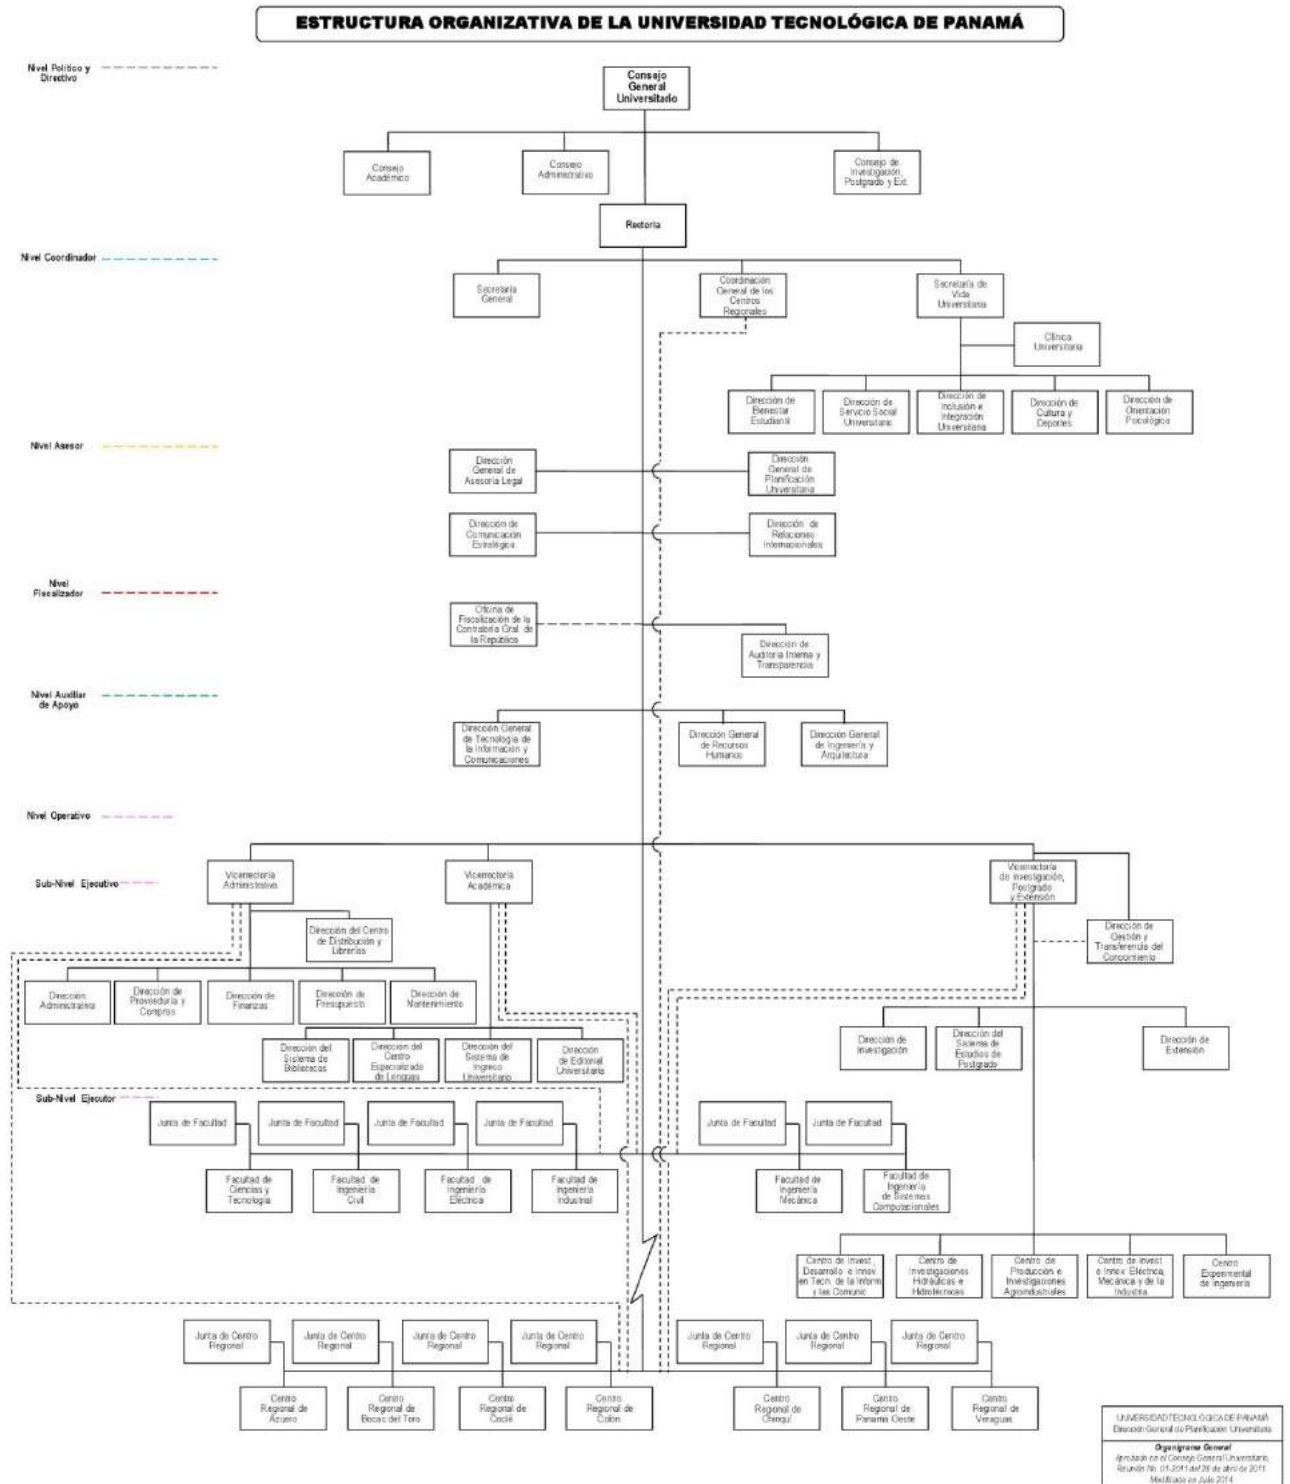 ESTRUCTURA ORGANIZATIVA DE LA UNIVERSIDAD TECNOLÓGICA DE PANAMÁ
Nivel Político y
Directivo
Consejo
General
Universitario
Consejo
Académico
Consejo
Administrativo
Consejo de
Investigación,
Postgrado y Ext.
Rectoría
Nivel Coordinador
Secretaría
General
Coordinación
General de los
Centros
Regionales
Secretaría de
Vida
Universitaria
Clínica
Universitaria
Dirección de
Bienestar
Estudiantil
Dirección de
Servicio Social
Universitario
Dirección de
Inclusión e
Integración
Universitaria
Dirección de
Cultura y
Deportes
Dirección de
Orientación
Psicológica
Nivel Asesor
Dirección
General de
Asesoría Legal
Dirección
General de
Planificación
Universitaria
Dirección de
Comunicación
Estratégica
Dirección de
Relaciones
Internacionales
Nivel
Fiscalizador
Oficina de
Fiscalización de la
Contraloría Gral. de
la República
Dirección de
Auditoría Interna y
Transparencia
Nivel Auxiliar
de Apoyo
Dirección General
de Tecnología de
la Información y
Comunicaciones
Dirección General
de Recursos
Humanos
Dirección General
de Ingeniería y
Arquitectura
Nivel Operativo
Sub-Nivel Ejecutivo
Vicerrectoría
Administrativa
Vicerrectoría
Académica
Vicerrectoría
de Investigación,
Postgrado
y Extensión
Dirección del Centro
de Distribución y
Librerías
Dirección de
Gestión y
Transferencia del
Conocimiento
Dirección
Administrativa
Dirección de
Proveeduría y
Compras
Dirección de
Finanzas
Dirección de
Presupuesto
Dirección de
Mantenimiento
Dirección del
Sistema de
Bibliotecas
Dirección del
Centro
Especializado
de Lenguas
Dirección del
Sistema de
Ingreso
Universitario
Dirección
de Editorial
Universitaria
Dirección de
Investigación
Dirección del
Sistema de
Estudios de
Postgrado
Dirección de
Extensión
Sub-Nivel Ejecutor
Junta de Facultad
Junta de Facultad
Junta de Facultad
Junta de Facultad
Junta de Facultad
Junta de Facultad
Facultad de
Ciencias y
Tecnología
Facultad de
Ingeniería
Civil
Facultad de
Ingeniería
Eléctrica
Facultad de
Ingeniería
Industrial
Facultad de
Ingeniería
Mecánica
Facultad de
Ingeniería
de Sistemas
Computacionales
Centro de Invest.,
Desarrollo e Innov.
en Tecn. de la Inform.
y las Comunic.
Centro de
Investigaciones
Hidráulicas e
Hidrotécnicas
Centro de
Producción e
Investigaciones
Agroindustriales
Centro de Invest.
e Innov. Eléctrica,
Mecánica y de la
Industria
Centro
Experimental
de Ingeniería
Junta de Centro
Regional
Junta de Centro
Regional
Junta de Centro
Regional
Junta de Centro
Regional
Junta de Centro
Regional
Junta de Centro
Regional
Junta de Centro
Regional
Centro
Regional de
Azuero
Centro
Regional de
Bocas del Toro
Centro
Regional de
Coclé
Centro
Regional de
Colón
Centro
Regional de
Chiriquí
Centro
Regional de
Panamá Oeste
Centro
Regional de
Veraguas
UNIVERSIDAD TECNOLÓGICA DE PANAMÁ
Dirección General de Planificación Universitaria
Organigrama General
Aprobado en el Consejo General Universitario,
Reunión No. 01-2011 del 26 de abril de 2011.
Modificado en Julio 2014